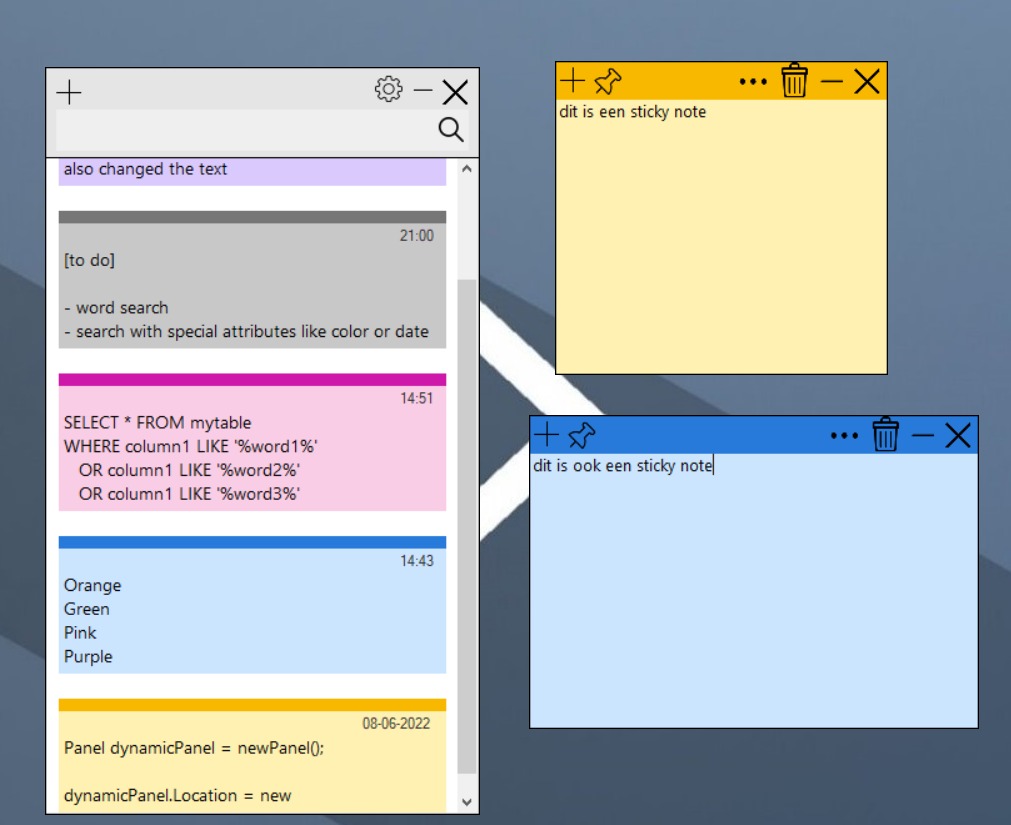 also changed the text
21:00
[to do]
- word search
- search with special attributes like color or date
14:51
SELECT * FROM mytable
WHERE column1 LIKE '%word1%'
OR column1 LIKE '%word2%'
OR column1 LIKE '%word3%'
14:43
Orange
Green
Pink
Purple
08-06-2022
Panel dynamicPanel = newPanel();
dynamicPanel.Location = new
dit is een sticky note
dit is ook een sticky note